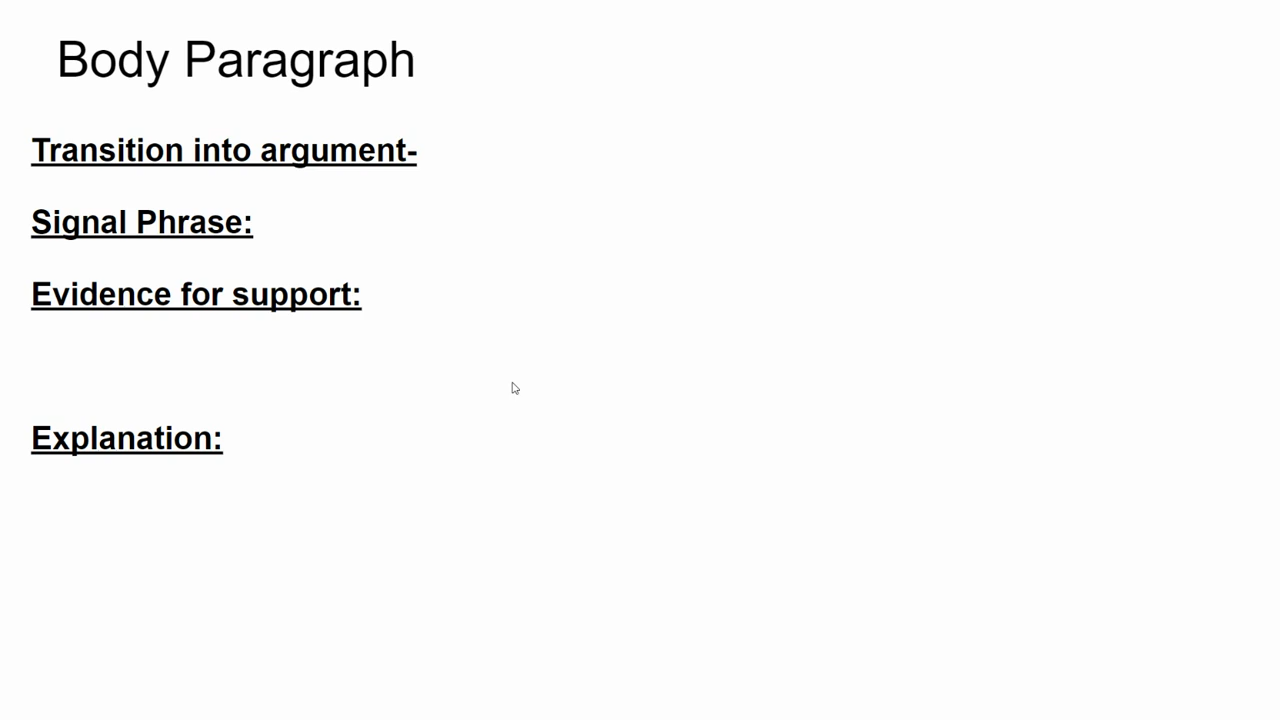 Body Paragraph
Transition into argument-
Signal Phrase:
Evidence for support:
Explanation: